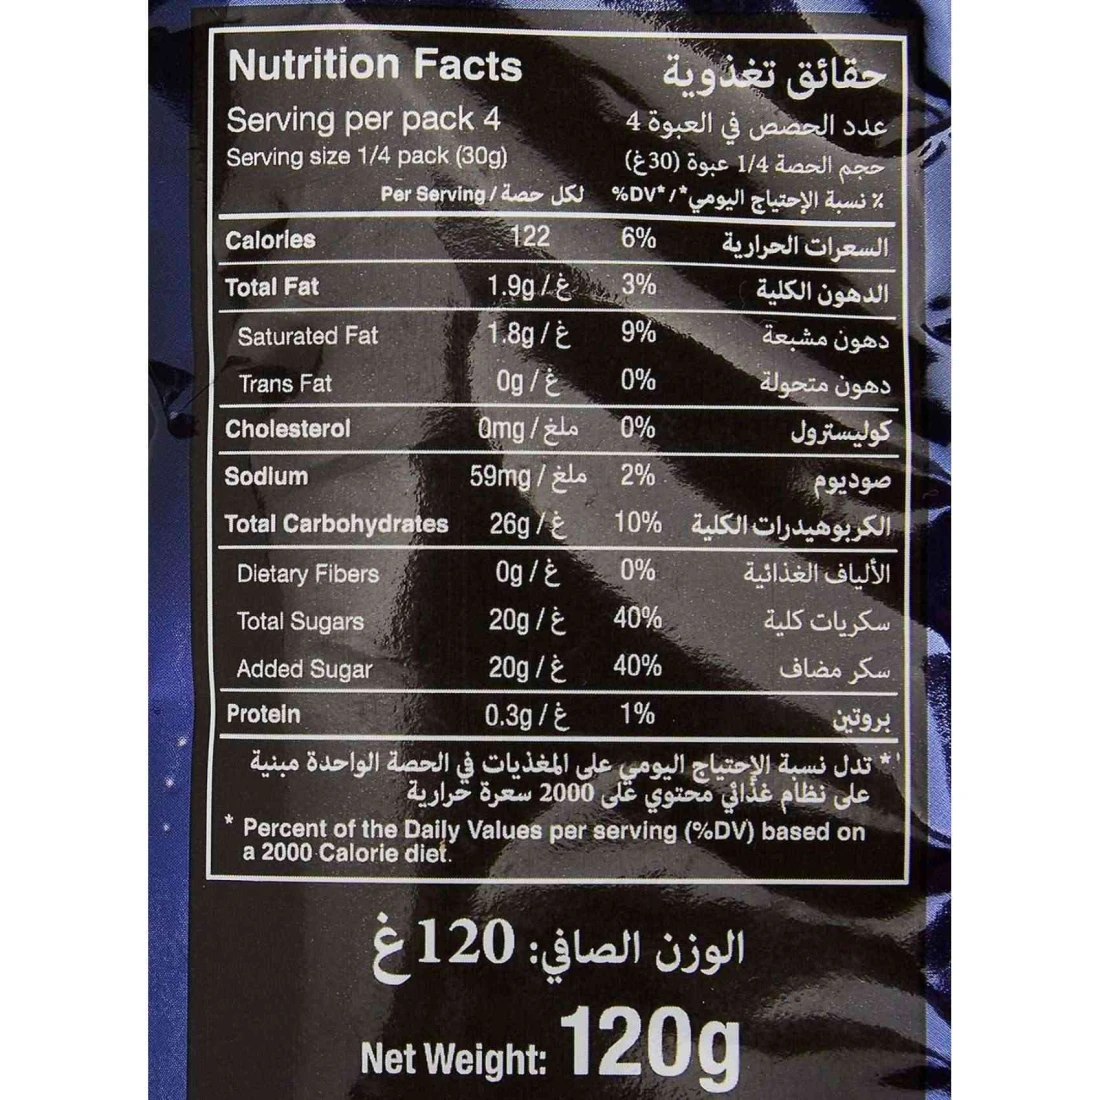 Nutrition Facts حقائق تغذوية
Serving per pack 4 عدد الحصص في العبوة 4
Serving size 1/4 pack (30g) حجم الحصة 1/4 عبوة (30غ)
Per Serving / لكل حصة %DV* / *٪ نسبة الإحتياج اليومي
Calories 122 6% السعرات الحرارية
Total Fat 1.9g / غ 3% الدهون الكلية
Saturated Fat 1.8g / غ 9% دهون مشبعة
Trans Fat 0g / غ 0% دهون متحولة
Cholesterol 0mg / ملغ 0% كوليسترول
Sodium 59mg / ملغ 2% صوديوم
Total Carbohydrates 26g / غ 10% الكربوهيدرات الكلية
Dietary Fibers 0g / غ 0% الألياف الغذائية
Total Sugars 20g / غ 40% سكريات كلية
Added Sugar 20g / غ 40% سكر مضاف
Protein 0.3g / غ 1% بروتين
* تدل نسبة الإحتياج اليومي على المغذيات في الحصة الواحدة مبنية
على نظام غذائي محتوي على 2000 سعرة حرارية
* Percent of the Daily Values per serving (%DV) based on
a 2000 Calorie diet.
الوزن الصافي: 120غ
Net Weight: 120g